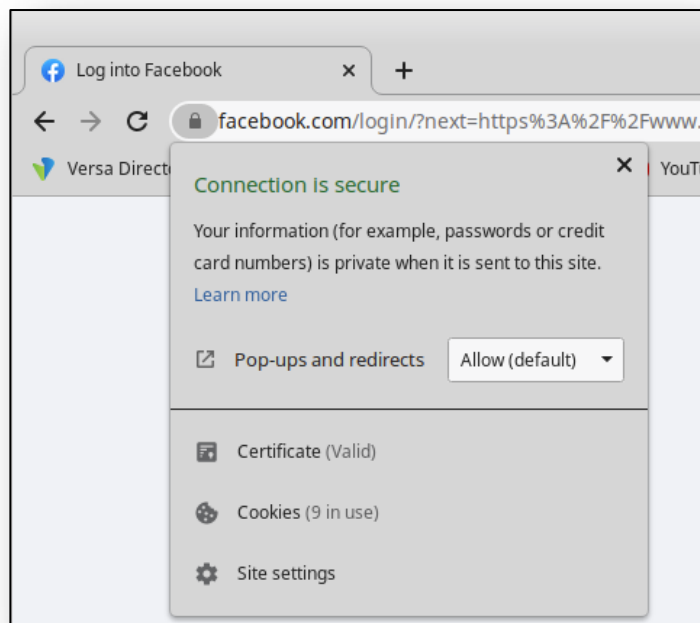 Log into Facebook
facebook.com/login/?next=https%3A%2F%2Fwww.
Versa Direct
Connection is secure
Your information (for example, passwords or credit
card numbers) is private when it is sent to this site.
Learn more
Pop-ups and redirects Allow (default)
Certificate (Valid)
Cookies (9 in use)
Site settings